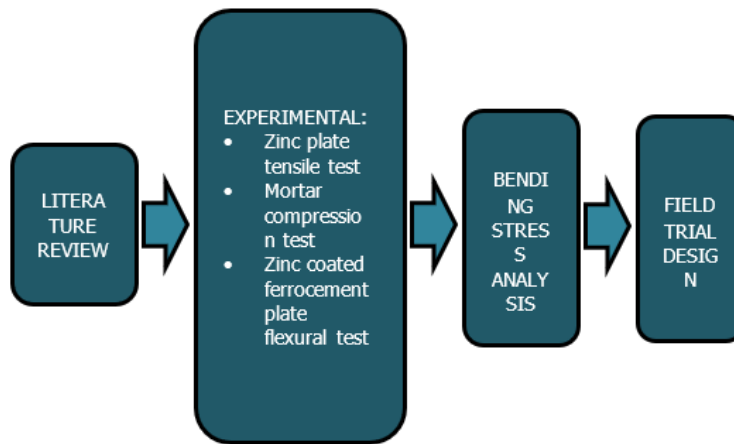 LITERA
TURE
REVIEW
EXPERIMENTAL:
• Zinc plate
tensile test
• Mortar
compressio
n test
• Zinc coated
ferrocement
plate
flexural test
BENDI
NG
STRES
S
ANALY
SIS
FIELD
TRIAL
DESIG
N